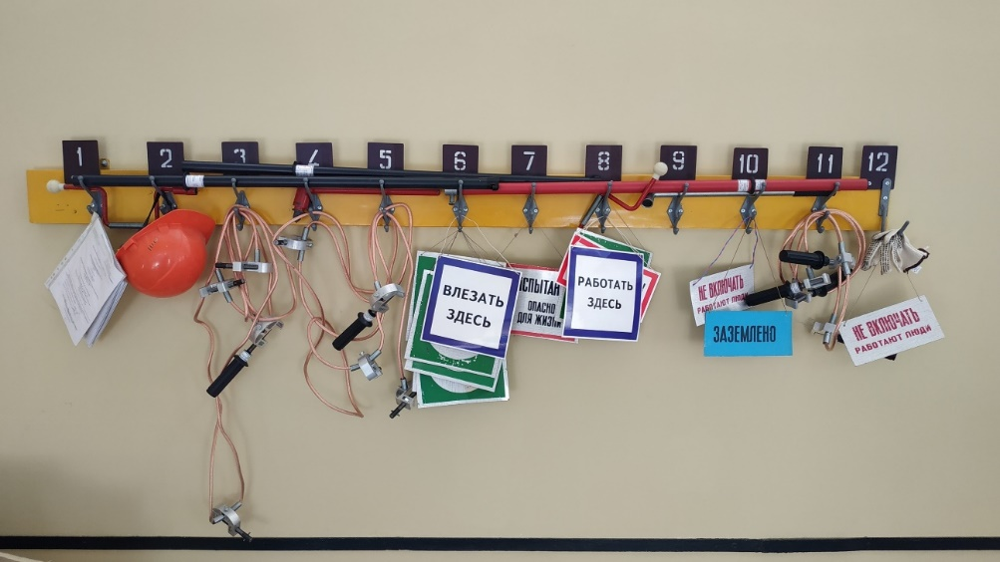 1
2
3
4
5
6
7
8
9
10
11
12
ВЛЕЗАТЬ
ЗДЕСЬ
ИСПЫТАН
ОПАСНО
ДЛЯ ЖИЗНИ
РАБОТАТЬ
ЗДЕСЬ
НЕ ВКЛЮЧАТЬ
РАБОТАЮТ ЛЮДИ
ЗАЗЕМЛЕНО
НЕ ВКЛЮЧАТЬ
РАБОТАЮТ ЛЮДИ